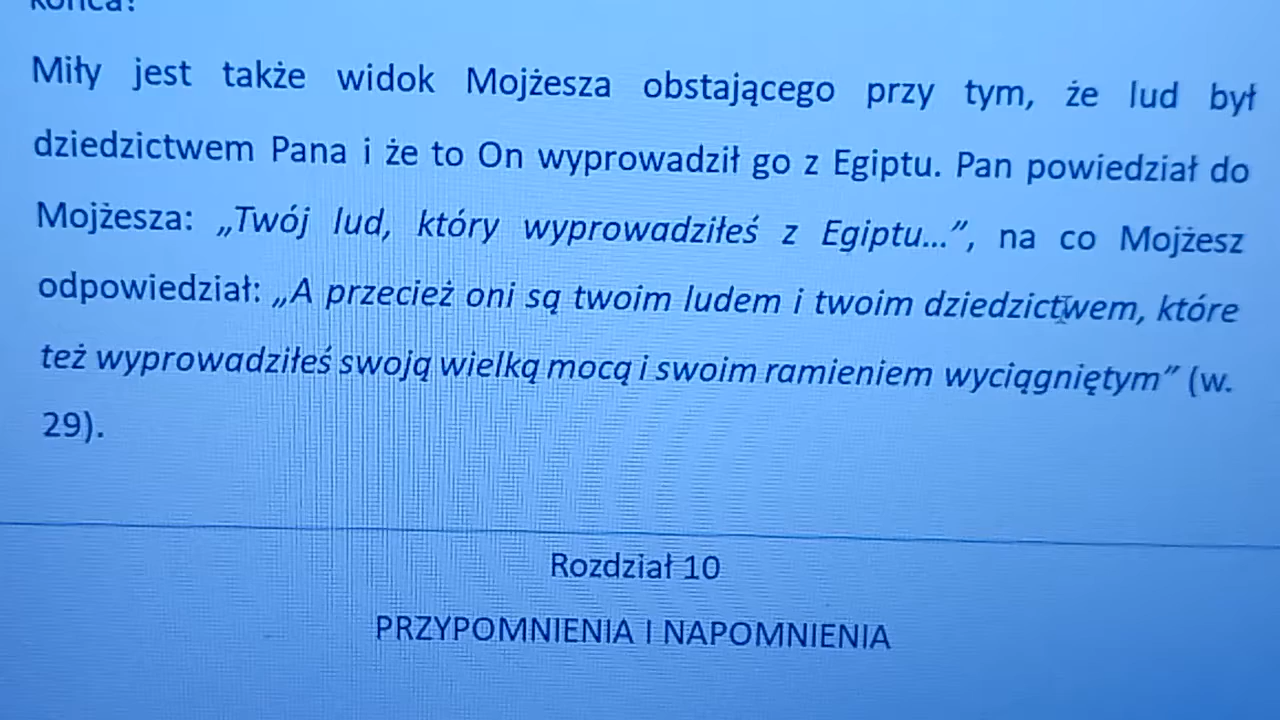 końca!
Miły jest także widok Mojżesza obstającego przy tym, że lud był
dziedzictwem Pana i że to On wyprowadził go z Egiptu. Pan powiedział do
Mojżesza: „Twój lud, który wyprowadziłeś z Egiptu...”, na co Mojżesz
odpowiedział: „A przecież oni są twoim ludem i twoim dziedzictwem, które
też wyprowadziłeś swoją wielką mocą i swoim ramieniem wyciągniętym” (w.
29).
Rozdział 10
PRZYPOMNIENIA I NAPOMNIENIA